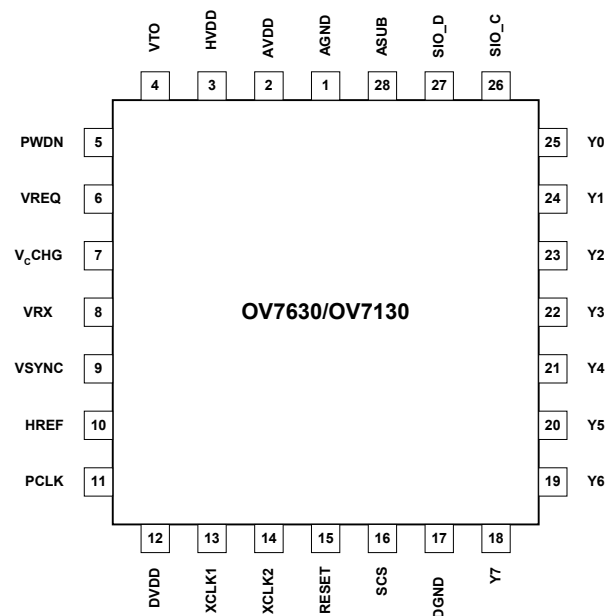 VTO HVDD AVDD AGND ASUB SIO_D SIO_C
4 3 2 1 28 27 26
PWDN 5 25 Y0
VREQ 6 24 Y1
VCCHG 7 23 Y2
VRX 8 OV7630/OV7130 22 Y3
VSYNC 9 21 Y4
HREF 10 20 Y5
PCLK 11 19 Y6
12 13 14 15 16 17 18
DVDD XCLK1 XCLK2 RESET SCS DGND Y7